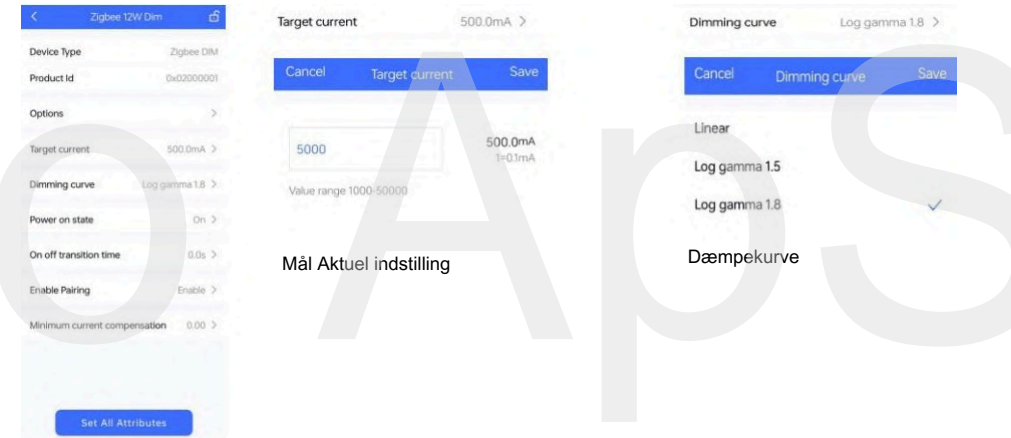 Zigbee 12W Dim
Device Type Zigbee DIM
Product Id 0x02000001
Options
Target current 500.0mA
Dimming curve Log gamma 1.8
Power on state On
On off transition time 0.0s
Enable Pairing Enable
Minimum current compensation 0.00
Set All Attributes
Target current 500.0mA
Cancel Target current Save
5000 500.0mA
1=0.1mA
Value range 1000-50000
Mål Aktuel indstilling
Dimming curve Log gamma 1.8
Cancel Dimming curve Save
Linear
Log gamma 1.5
Log gamma 1.8
Dæmpekurve
o ApS